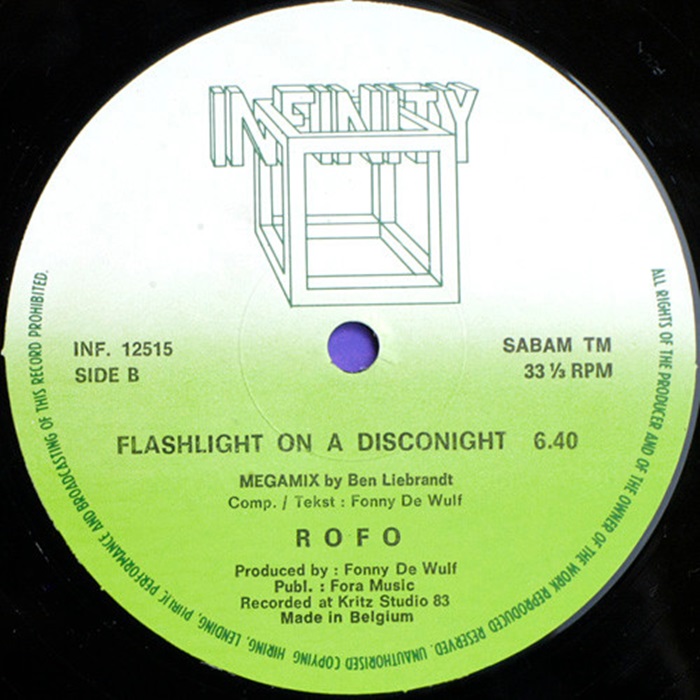 INFINITY
INF. 12515
SIDE B
SABAM TM
33 ⅓ RPM
FLASHLIGHT ON A DISCONIGHT 6.40
MEGAMIX by Ben Liebrandt
Comp. / Tekst : Fonny De Wulf
ROFO
Produced by : Fonny De Wulf
Publ. : Fora Music
Recorded at Kritz Studio 83
Made in Belgium
ALL RIGHTS OF THE PRODUCER AND OF THE OWNER OF THE WORK REPRODUCED RESERVED. UNAUTHORISED COPYING HIRING, LENDING, PUBLIC PERFORMANCE AND BROADCASTING OF THIS RECORD PROHIBITED.